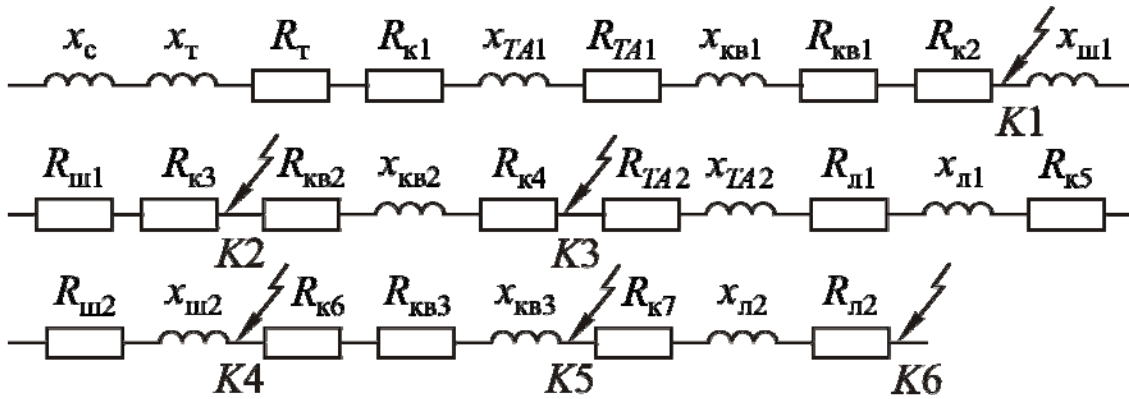 xс xт Rт Rк1 xTA1 RTA1 xкв1 Rкв1 Rк2 xш1
K1
Rш1 Rк3 Rкв2 xкв2 Rк4 RTA2 xTA2 Rл1 xл1 Rк5
K2 K3
Rш2 xш2 Rк6 Rкв3 xкв3 Rк7 xл2 Rл2
K4 K5 K6